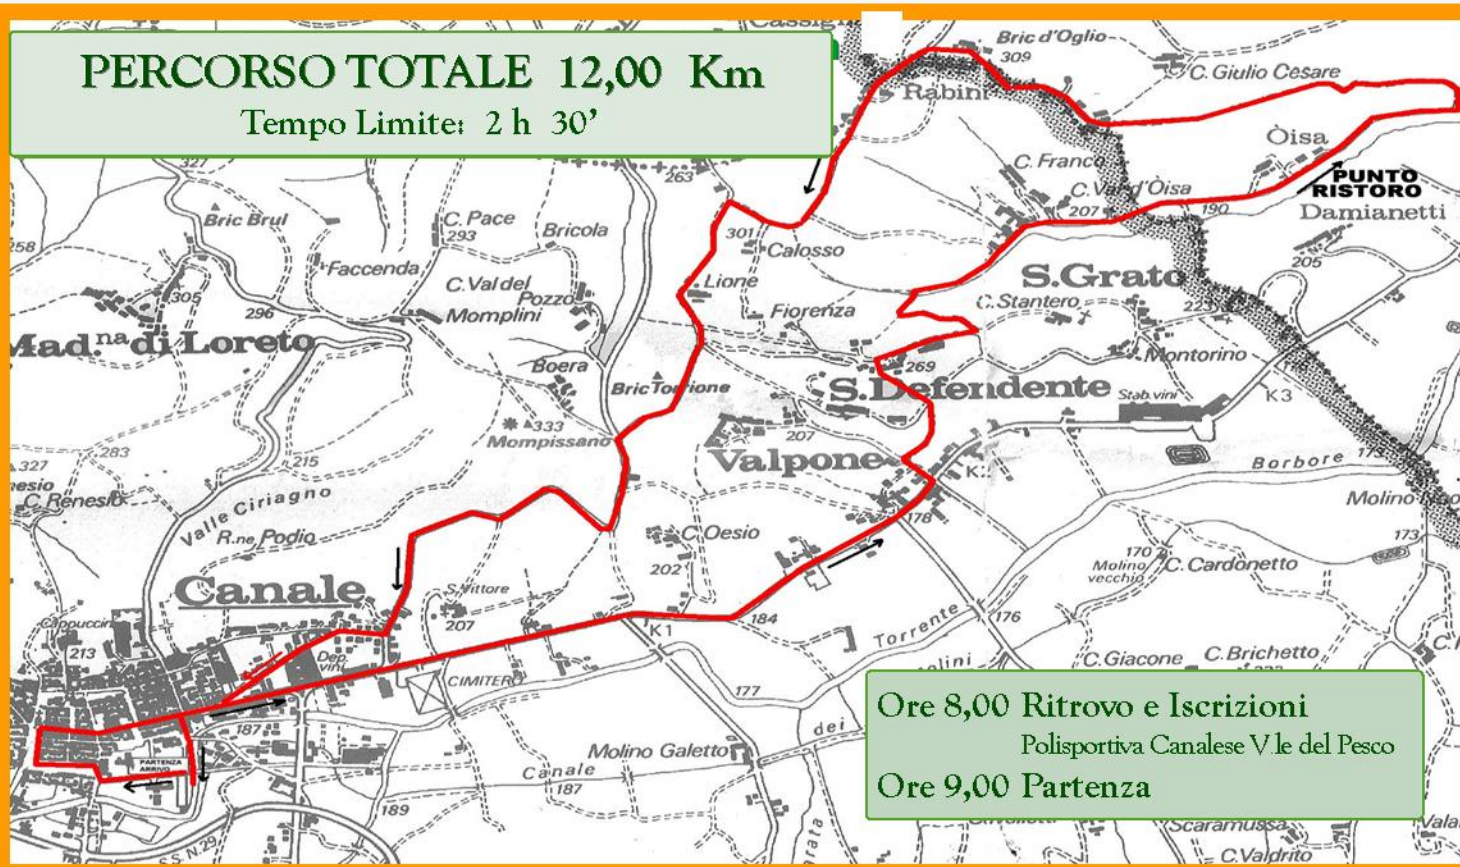 PERCORSO TOTALE 12,00 Km
Tempo Limite: 2 h 30'
Bric d'Oglio
309
C. Giulio Cesare
Rabini
Òisa
327
263
C. Franco
PUNTO
RISTORO
C. Val d'Òisa
207
190
Damianetti
Bric Brul
C. Pace
293
Bricola
301
Calosso
258
205
Faccenda
C. Val del
Pozzo
Momplini
Lione
S. Grato
C. Stantero
305
296
Fiorenza
Mad.na di Loreto
Montorino
Boera
269
Bric Torrione
S. Defendente
Stab. vini
K3
333
Mompissano
207
283
Valpone
215
327
Borbore
C. Renesio
Valle Ciriagno
Molino
178
R.ne Podio
C. Oesio
173
170
Molino
vecchio
C. Cardonetto
202
Canale
S. Vittore
207
184
176
K1
Torrente
213
Dep.
vini
C. Giacone
C. Brichetto
CIMITERO
177
187
dei
PARTENZA
ARRIVO
Molino Galetto
Canale
187
189
S.S. N. 29
Scaramussa
C. Valdrito
Ore 8,00 Ritrovo e Iscrizioni
Polisportiva Canalese V.le del Pesco
Ore 9,00 Partenza